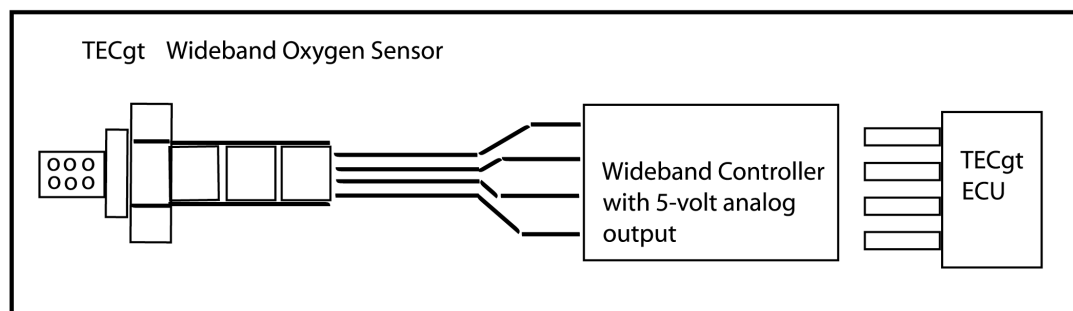 TECgt Wideband Oxygen Sensor
Wideband Controller
with 5-volt analog
output
TECgt
ECU